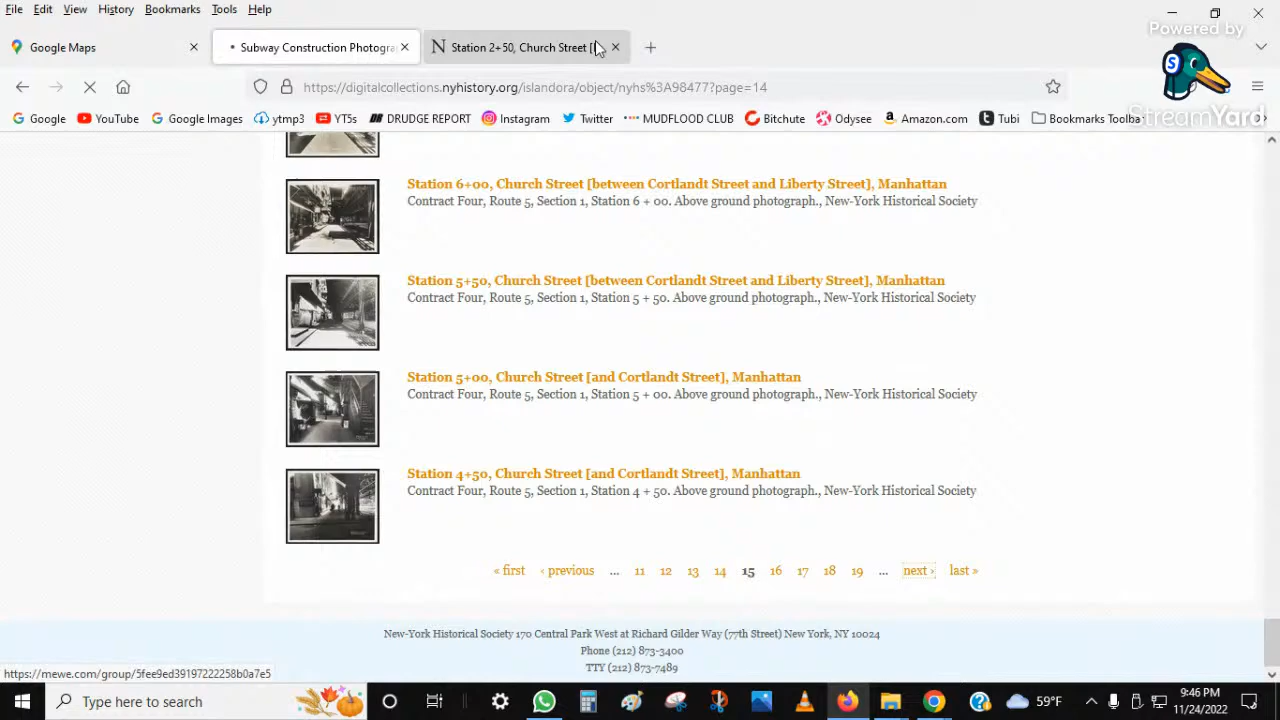 File Edit View History Bookmarks Tools Help
Powered by
Google Maps
Subway Construction Photogra
N Station 2+50, Church Street [
https://digitalcollections.nyhistory.org/islandora/object/nyhs%3A98477?page=14
S
StreamYard
Google YouTube Google Images ytmp3 YT5s DRUDGE REPORT Instagram Twitter MUDFLOOD CLUB Bitchute Odysee Amazon.com Tubi Bookmarks Toolbar
Station 6+00, Church Street [between Cortlandt Street and Liberty Street], Manhattan
Contract Four, Route 5, Section 1, Station 6 + 00. Above ground photograph., New-York Historical Society
Station 5+50, Church Street [between Cortlandt Street and Liberty Street], Manhattan
Contract Four, Route 5, Section 1, Station 5 + 50. Above ground photograph., New-York Historical Society
Station 5+00, Church Street [and Cortlandt Street], Manhattan
Contract Four, Route 5, Section 1, Station 5 + 00. Above ground photograph., New-York Historical Society
Station 4+50, Church Street [and Cortlandt Street], Manhattan
Contract Four, Route 5, Section 1, Station 4 + 50. Above ground photograph., New-York Historical Society
« first ‹ previous ... 11 12 13 14 15 16 17 18 19 ... next › last »
New-York Historical Society 170 Central Park West at Richard Gilder Way (77th Street) New York, NY 10024
Phone (212) 873-3400
TTY (212) 873-7489
https://mewe.com/group/5fee9ed39197222258b0a7e5
Type here to search
59°F
9:46 PM
11/24/2022